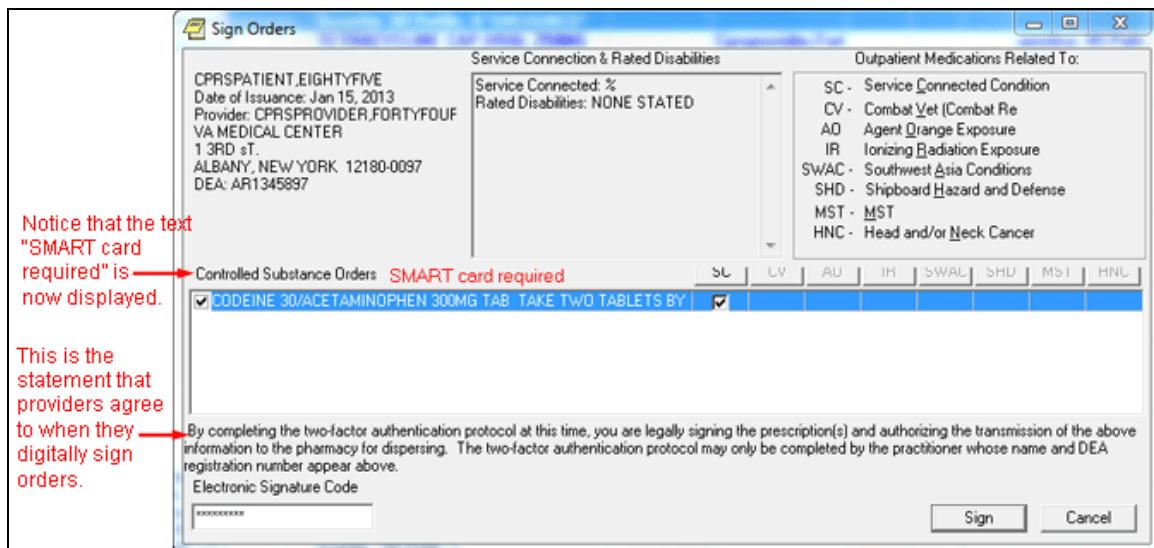 Sign Orders
CPRSPATIENT,EIGHTYFIVE
Date of Issuance: Jan 15, 2013
Provider: CPRSPROVIDER,FORTYFOUF
VA MEDICAL CENTER
1 3RD sT.
ALBANY, NEW YORK 12180-0097
DEA: AR1345897
Service Connection & Rated Disabilities
Service Connected: %
Rated Disabilities: NONE STATED
Outpatient Medications Related To:
SC - Service Connected Condition
CV - Combat Vet (Combat Re
AO Agent Orange Exposure
IR Ionizing Radiation Exposure
SWAC - Southwest Asia Conditions
SHD - Shipboard Hazard and Defense
MST - MST
HNC - Head and/or Neck Cancer
Notice that the text
"SMART card
required" is
now displayed.
Controlled Substance Orders SMART card required
SC CV AO IR SWAC SHD MST HNC
CODEINE 30/ACETAMINOPHEN 300MG TAB TAKE TWO TABLETS BY
This is the
statement that
providers agree
to when they
digitally sign
orders.
By completing the two-factor authentication protocol at this time, you are legally signing the prescription(s) and authorizing the transmission of the above
information to the pharmacy for dispersing. The two-factor authentication protocol may only be completed by the practitioner whose name and DEA
registration number appear above.
Electronic Signature Code
*********
Sign Cancel